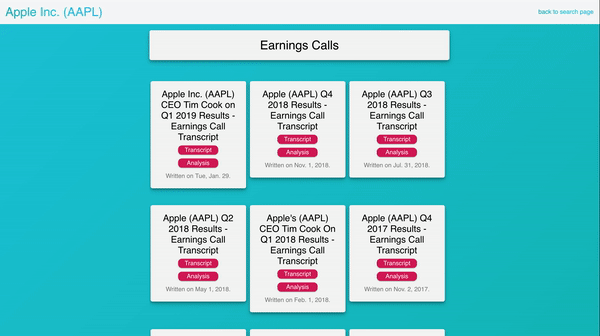 Apple Inc. (AAPL)
back to search page
Earnings Calls
Apple Inc. (AAPL)
CEO Tim Cook on
Q1 2019 Results -
Earnings Call
Transcript
Transcript
Analysis
Written on Tue, Jan. 29.
Apple (AAPL) Q4
2018 Results -
Earnings Call
Transcript
Transcript
Analysis
Written on Nov. 1, 2018.
Apple (AAPL) Q3
2018 Results -
Earnings Call
Transcript
Transcript
Analysis
Written on Jul. 31, 2018.
Apple (AAPL) Q2
2018 Results -
Earnings Call
Transcript
Transcript
Analysis
Written on May 1, 2018.
Apple's (AAPL)
CEO Tim Cook On
Q1 2018 Results -
Earnings Call
Transcript
Transcript
Analysis
Written on Feb. 1, 2018.
Apple (AAPL) Q4
2017 Results -
Earnings Call
Transcript
Transcript
Analysis
Written on Nov. 2, 2017.